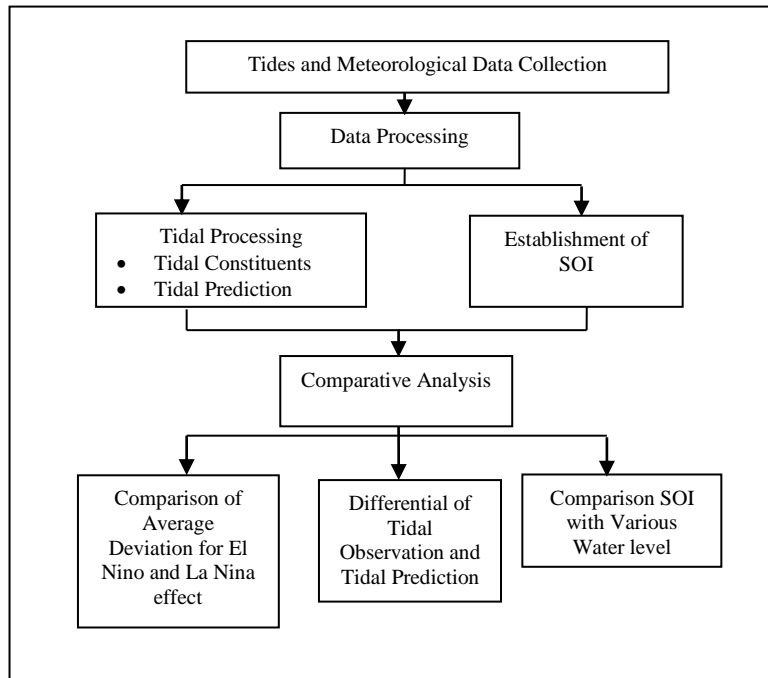 Tides and Meteorological Data Collection
Data Processing
Tidal Processing
• Tidal Constituents
• Tidal Prediction
Establishment of
SOI
Comparative Analysis
Comparison of
Average
Deviation for El
Nino and La Nina
effect
Differential of
Tidal
Observation and
Tidal Prediction
Comparison SOI
with Various
Water level